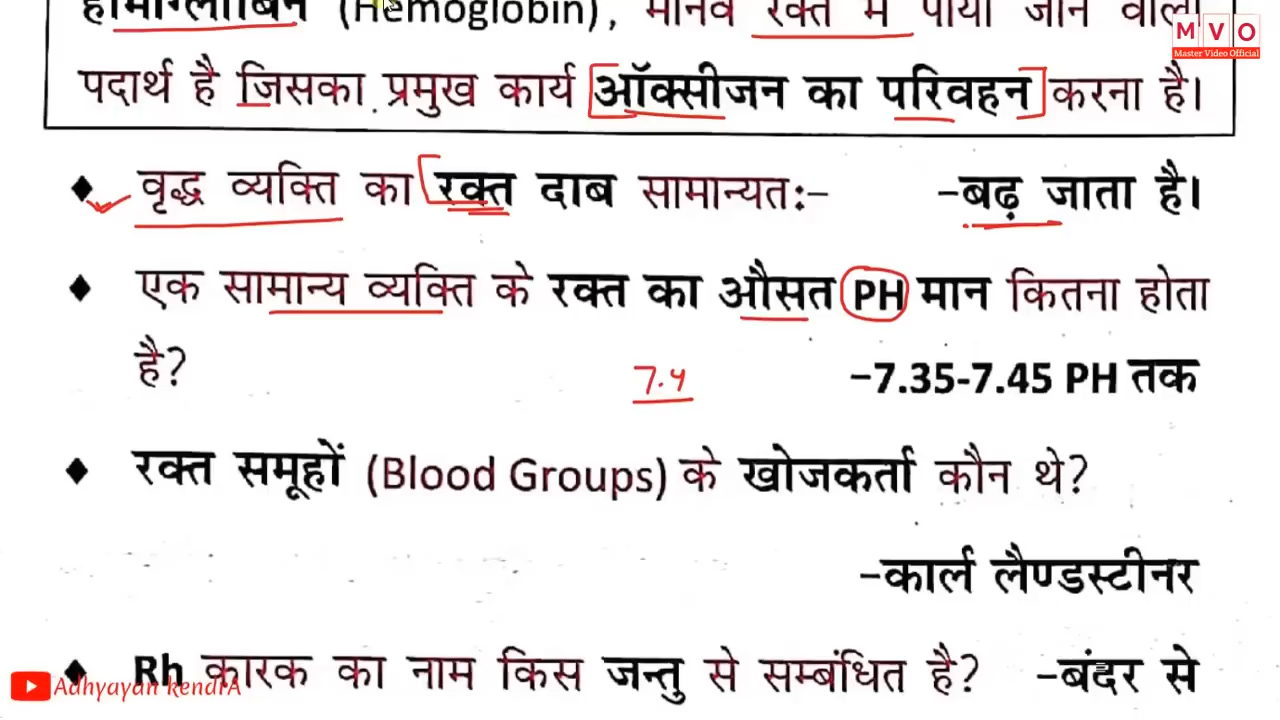 हीमोग्लोबिन (Hemoglobin), मानव रक्त में पाया जाने वाला
M V O
Master Video Official
पदार्थ है जिसका प्रमुख कार्य ऑक्सीजन का परिवहन करना है।
वृद्ध व्यक्ति का रक्त दाब सामान्यतः- -बढ़ जाता है।
एक सामान्य व्यक्ति के रक्त का औसत PH मान कितना होता
है?
7.4
-7.35-7.45 PH तक
रक्त समूहों (Blood Groups) के खोजकर्ता कौन थे?
-कार्ल लैण्डस्टीनर
Rh कारक का नाम किस जन्तु से सम्बंधित है? -बंदर से
Adhyayan kendrA